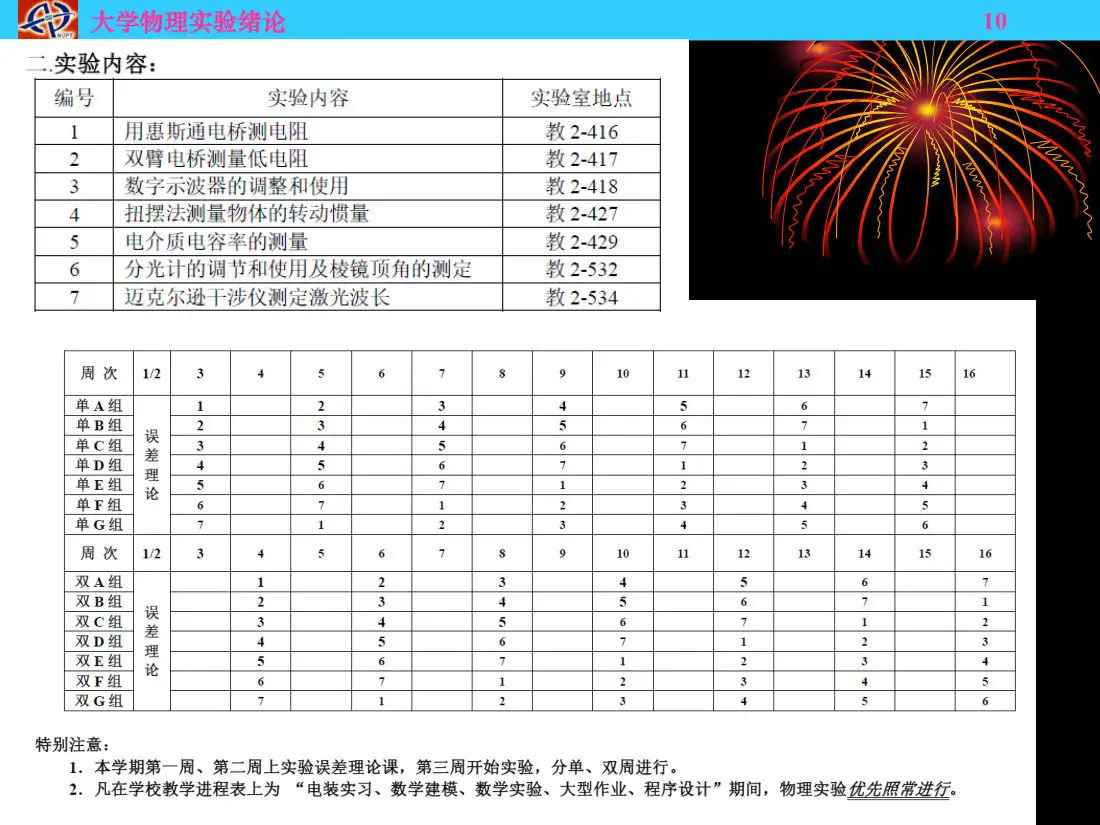 NUPT
大学物理实验绪论 10
二.实验内容：
编号 实验内容 实验室地点
1 用惠斯通电桥测电阻 教 2-416
2 双臂电桥测量低电阻 教 2-417
3 数字示波器的调整和使用 教 2-418
4 扭摆法测量物体的转动惯量 教 2-427
5 电介质电容率的测量 教 2-429
6 分光计的调节和使用及棱镜顶角的测定 教 2-532
7 迈克尔逊干涉仪测定激光波长 教 2-534
周 次 1/2 3 4 5 6 7 8 9 10 11 12 13 14 15 16
单 A 组 误差理论 1 2 3 4 5 6 7
单 B 组 2 3 4 5 6 7 1
单 C 组 3 4 5 6 7 1 2
单 D 组 4 5 6 7 1 2 3
单 E 组 5 6 7 1 2 3 4
单 F 组 6 7 1 2 3 4 5
单 G 组 7 1 2 3 4 5 6
周 次 1/2 3 4 5 6 7 8 9 10 11 12 13 14 15 16
双 A 组 误差理论 1 2 3 4 5 6 7
双 B 组 2 3 4 5 6 7 1
双 C 组 3 4 5 6 7 1 2
双 D 组 4 5 6 7 1 2 3
双 E 组 5 6 7 1 2 3 4
双 F 组 6 7 1 2 3 4 5
双 G 组 7 1 2 3 4 5 6
特别注意：
1．本学期第一周、第二周上实验误差理论课，第三周开始实验，分单、双周进行。
2．凡在学校教学进程表上为 “电装实习、数学建模、数学实验、大型作业、程序设计”期间，物理实验优先照常进行。